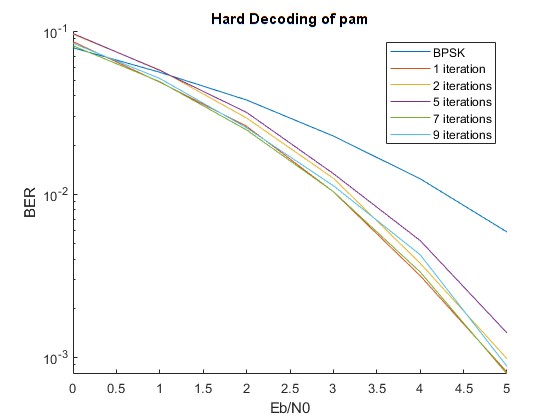 Hard Decoding of pam
10^-1
BPSK
1 iteration
2 iterations
5 iterations
7 iterations
9 iterations
BER
10^-2
10^-3
0 0.5 1 1.5 2 2.5 3 3.5 4 4.5 5
Eb/N0